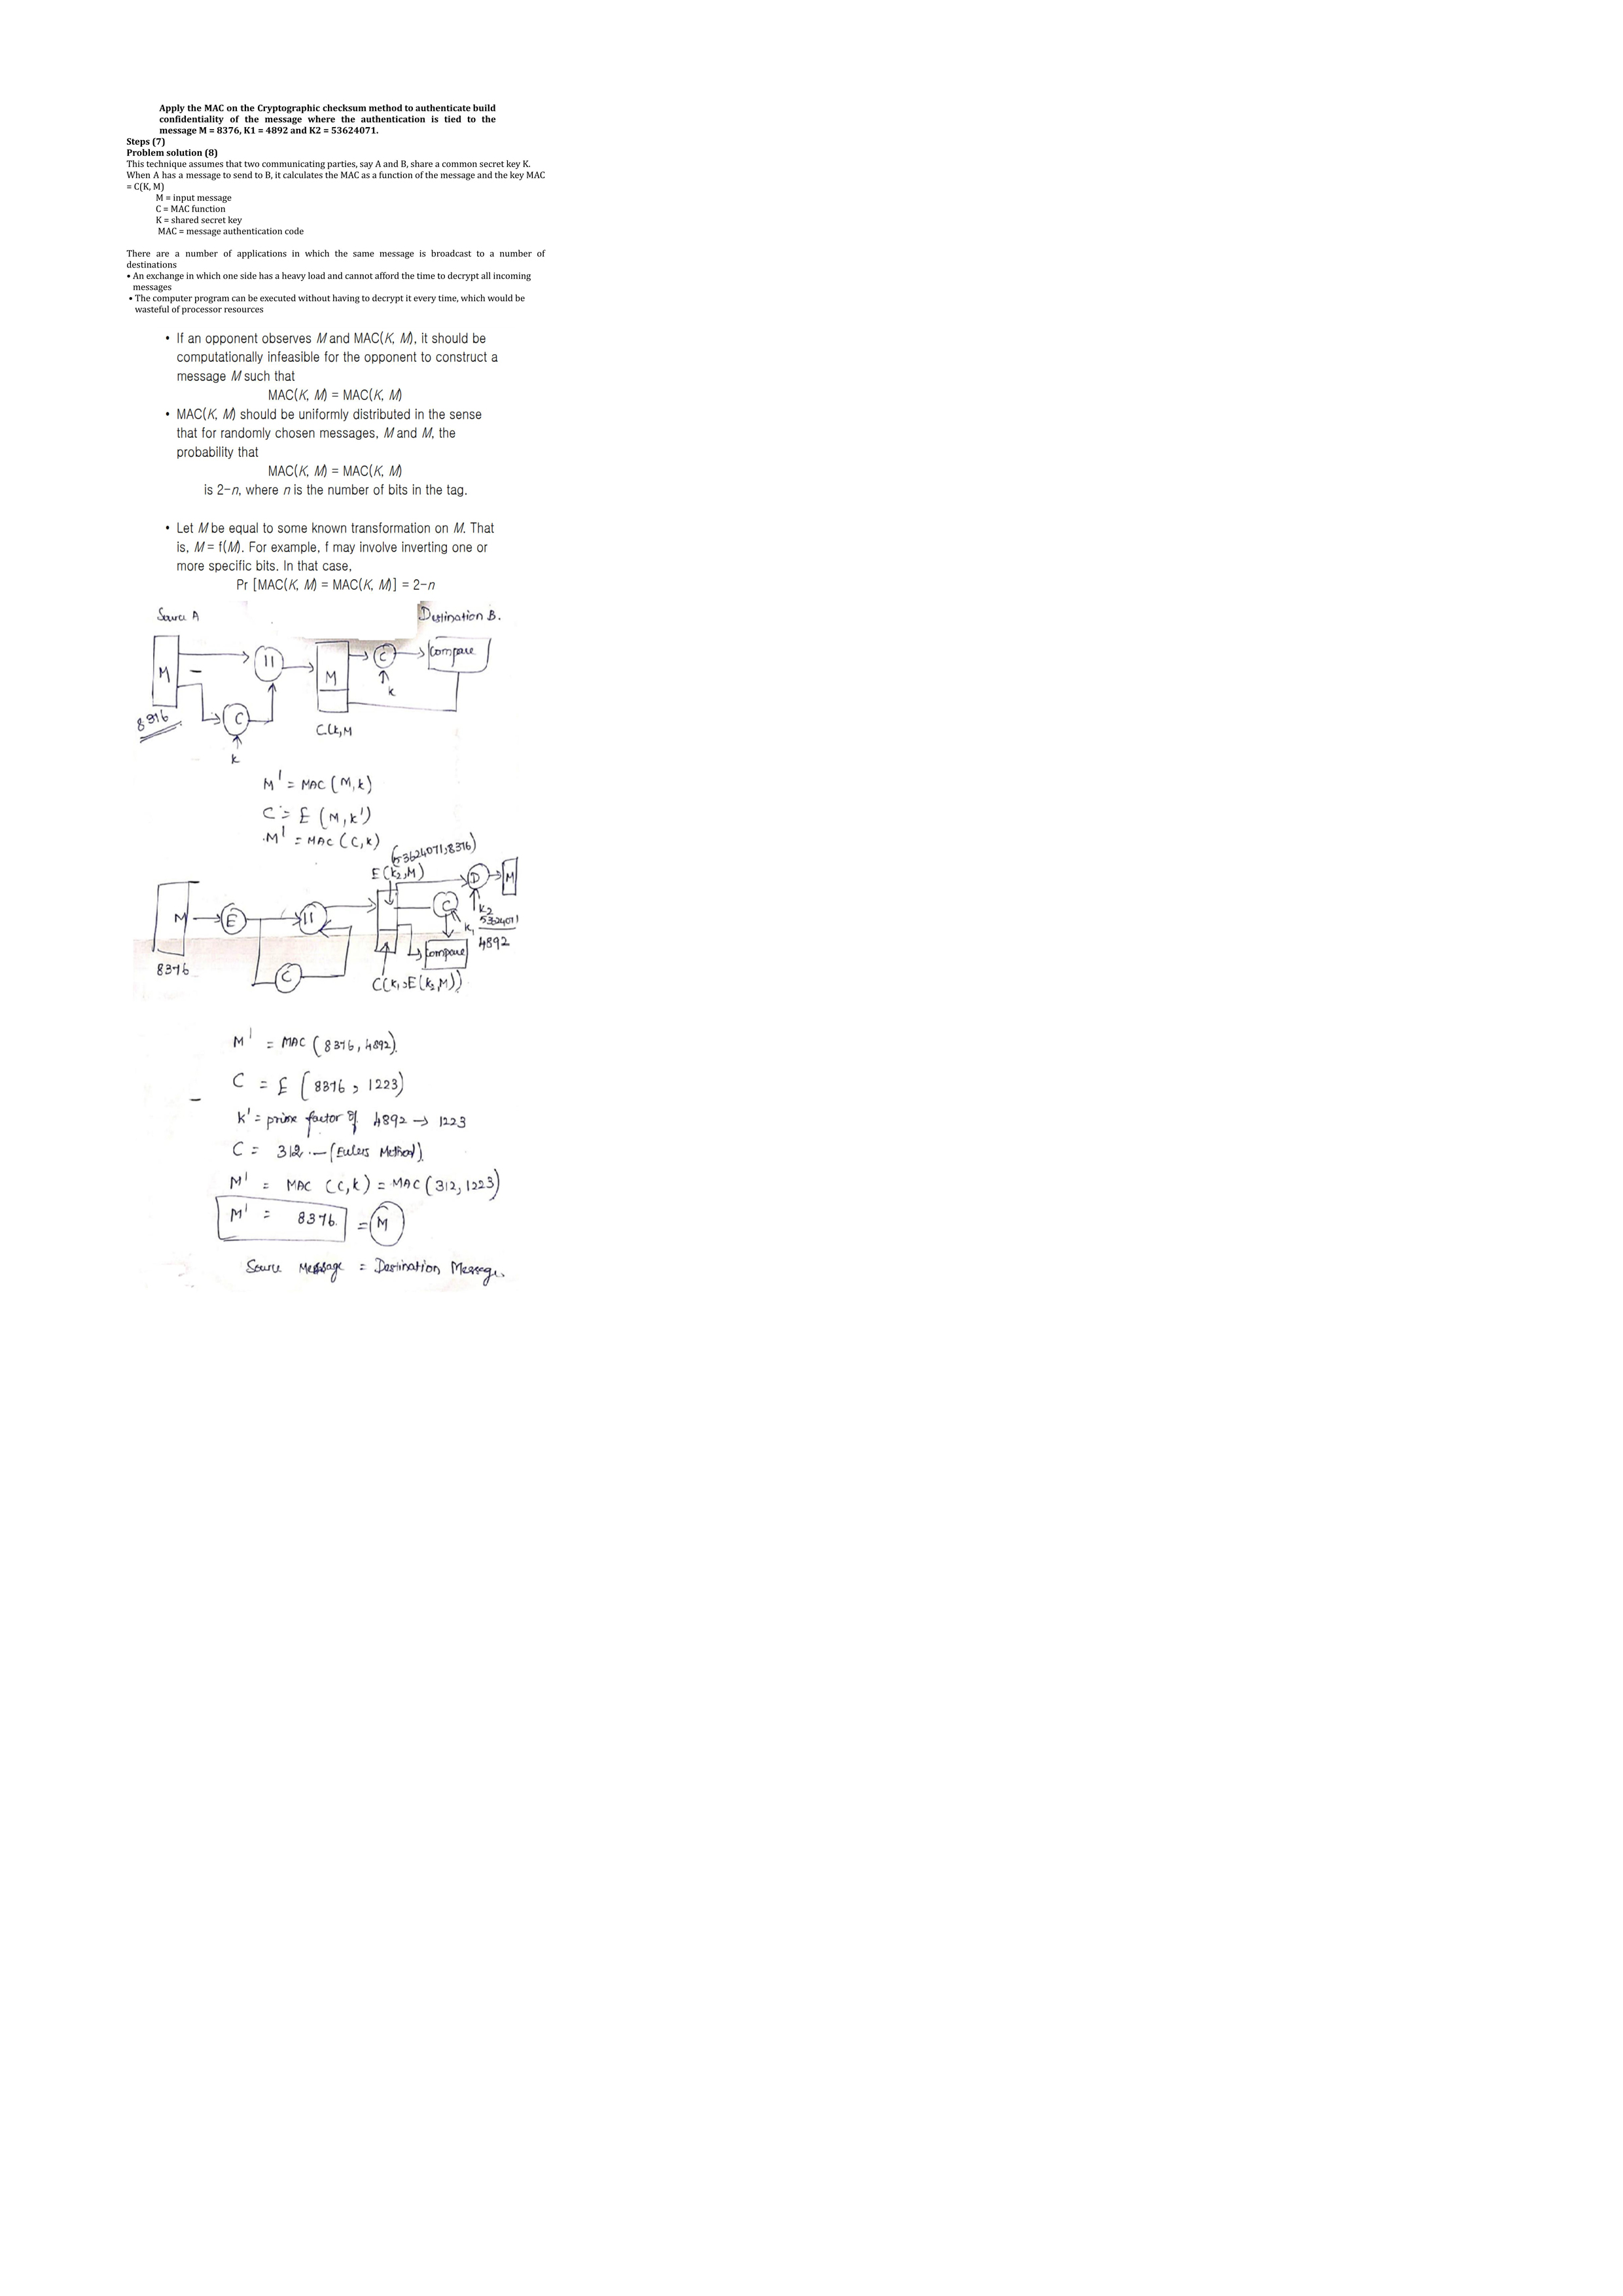 Apply the MAC on the Cryptographic checksum method to authenticate build
confidentiality of the message where the authentication is tied to the
message M = 8376, K1 = 4892 and K2 = 53624071.
Steps (7)
Problem solution (8)
This technique assumes that two communicating parties, say A and B, share a common secret key K.
When A has a message to send to B, it calculates the MAC as a function of the message and the key MAC
= C(K, M)
M = input message
C = MAC function
K = shared secret key
MAC = message authentication code
There are a number of applications in which the same message is broadcast to a number of
destinations
• An exchange in which one side has a heavy load and cannot afford the time to decrypt all incoming
messages
• The computer program can be executed without having to decrypt it every time, which would be
wasteful of processor resources
• If an opponent observes M and MAC(K, M), it should be
computationally infeasible for the opponent to construct a
message M such that
MAC(K, M) = MAC(K, M)
• MAC(K, M) should be uniformly distributed in the sense
that for randomly chosen messages, M and M, the
probability that
MAC(K, M) = MAC(K, M)
is 2-n, where n is the number of bits in the tag.
• Let M be equal to some known transformation on M. That
is, M = f(M). For example, f may involve inverting one or
more specific bits. In that case,
Pr [MAC(K, M) = MAC(K, M)] = 2-n
Source A
Destination B.
M
||
M
C
Compare
k
8376
C
C(k,M
k
M' = MAC (M,k)
C = E (M,k')
M' = MAC (C,k)
(53624071,8376)
E(k2,M)
D
M
M
E
||
C
k2
53624071
k1
4892
Compare
8376
C
C(k1,E(k2,M))
M' = MAC (8376, 4892).
C = E (8376, 1223)
k' = prime factor of 4892 → 1223
C = 312 — (Eulers Method)
M' = MAC (C,k) = MAC (312, 1223)
M' = 8376. = M
Source Message = Destination Message